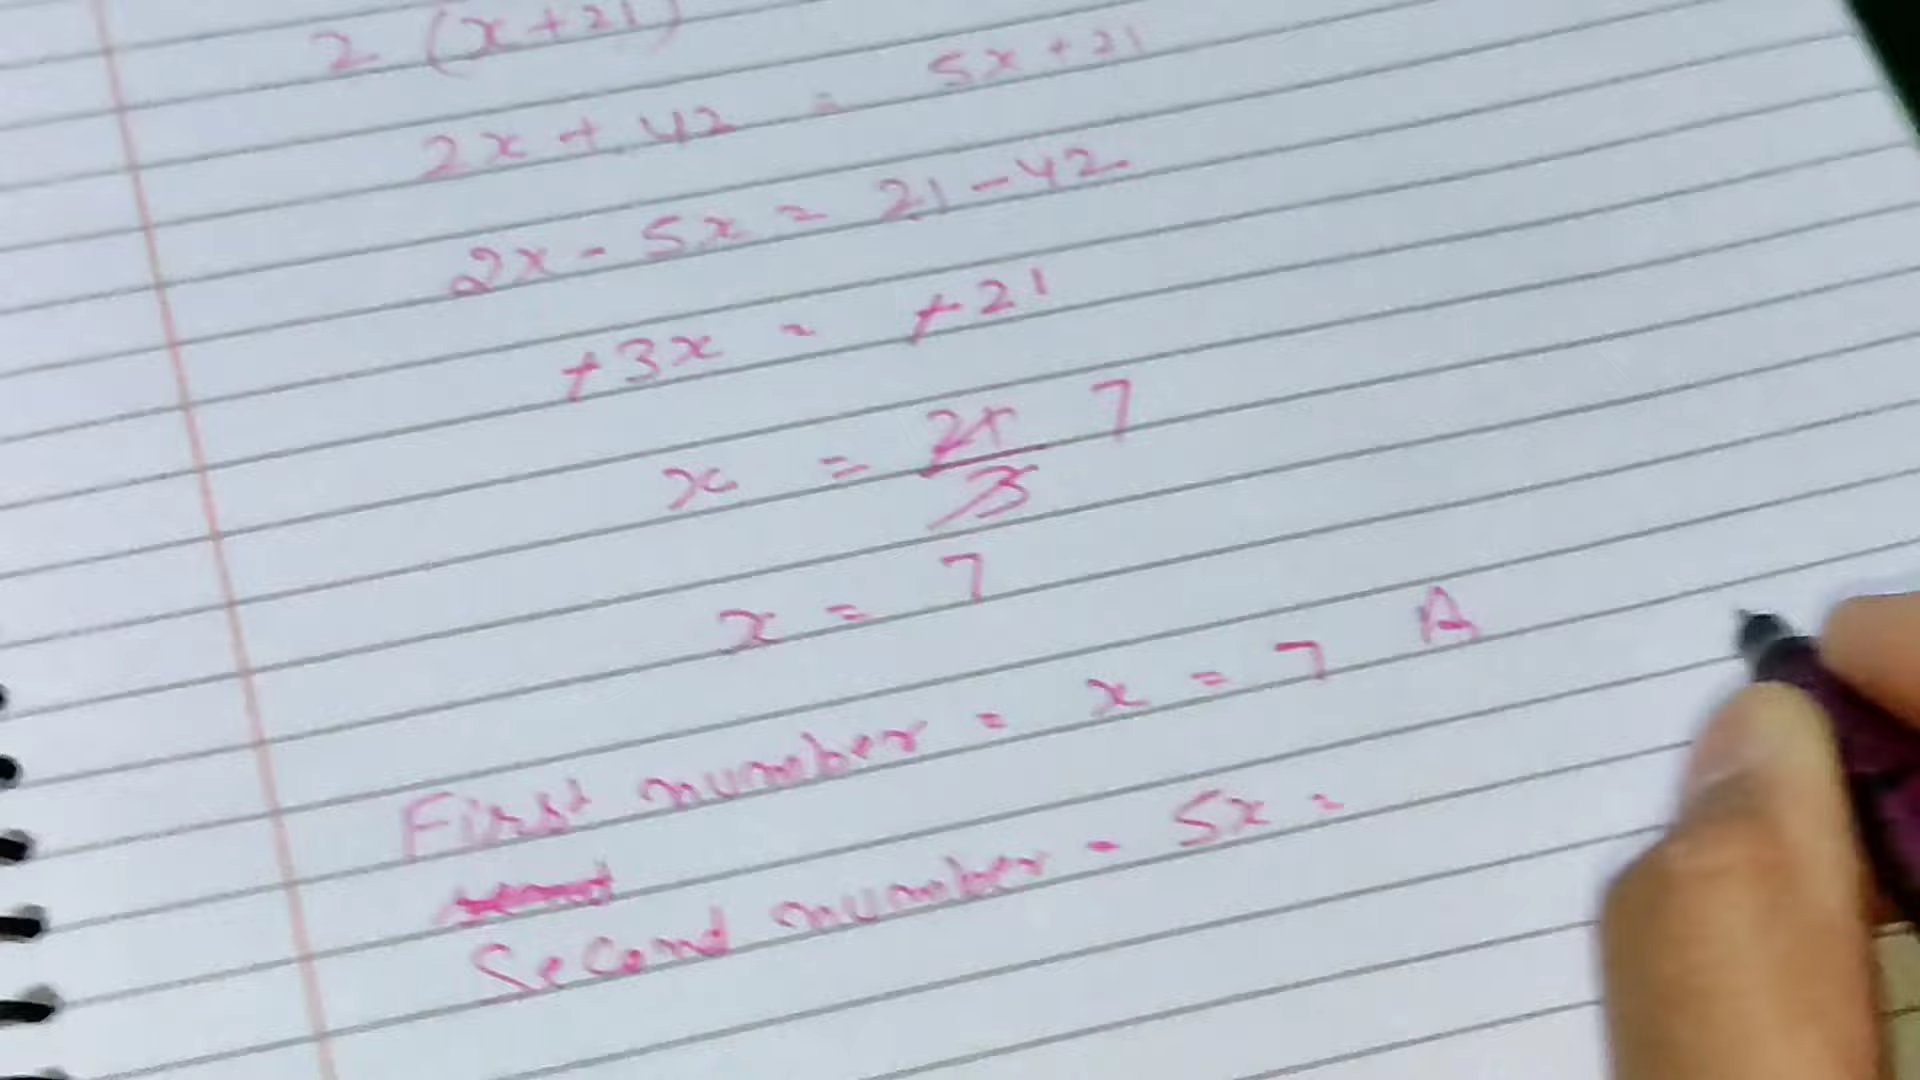 2 (x+21)
2x + 42 = 5x + 21
2x - 5x = 21 - 42
+3x = +21
x = 21/3 7
x = 7
First number = x = 7 A
Second number = 5x =